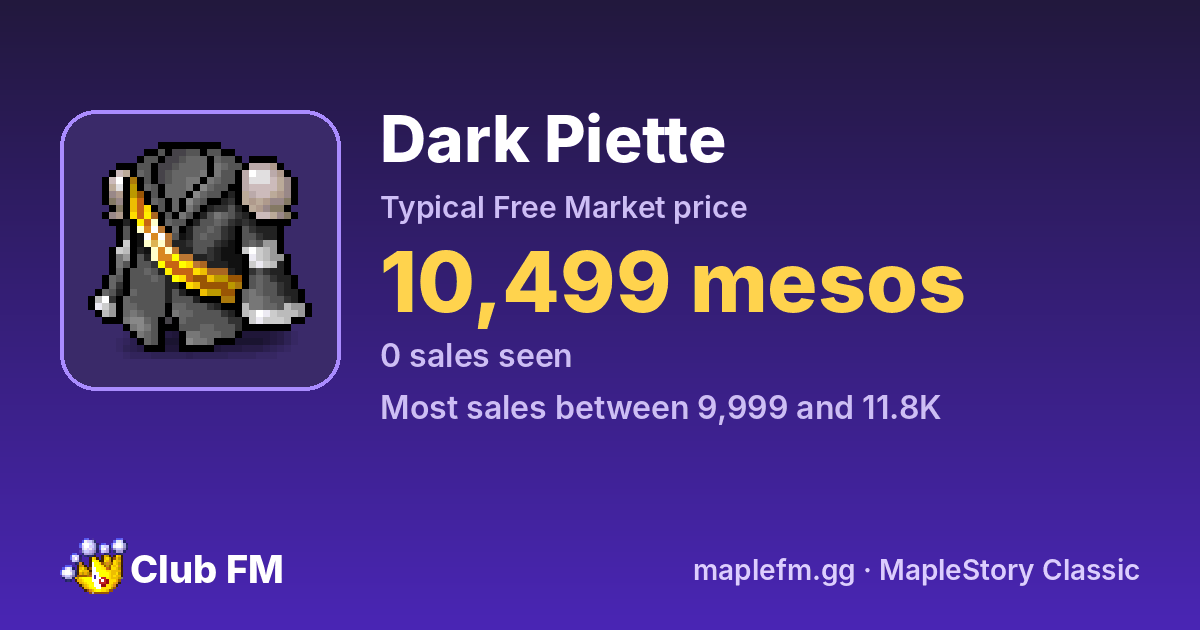 Dark Piette
Typical Free Market price
10,499 mesos
0 sales seen
Most sales between 9,999 and 11.8K
Club FM
maplefm.gg · MapleStory Classic